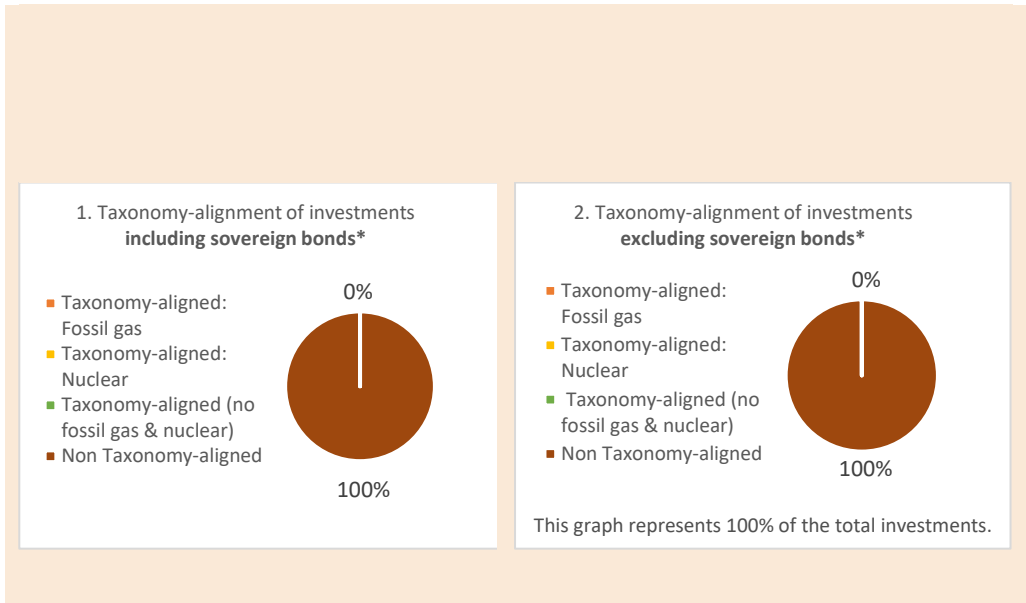 1. Taxonomy-alignment of investments
including sovereign bonds*
Taxonomy-aligned:
Fossil gas
Taxonomy-aligned:
Nuclear
Taxonomy-aligned (no
fossil gas & nuclear)
Non Taxonomy-aligned
0%
100%
2. Taxonomy-alignment of investments
excluding sovereign bonds*
Taxonomy-aligned:
Fossil gas
Taxonomy-aligned:
Nuclear
Taxonomy-aligned (no
fossil gas & nuclear)
Non Taxonomy-aligned
0%
100%
This graph represents 100% of the total investments.